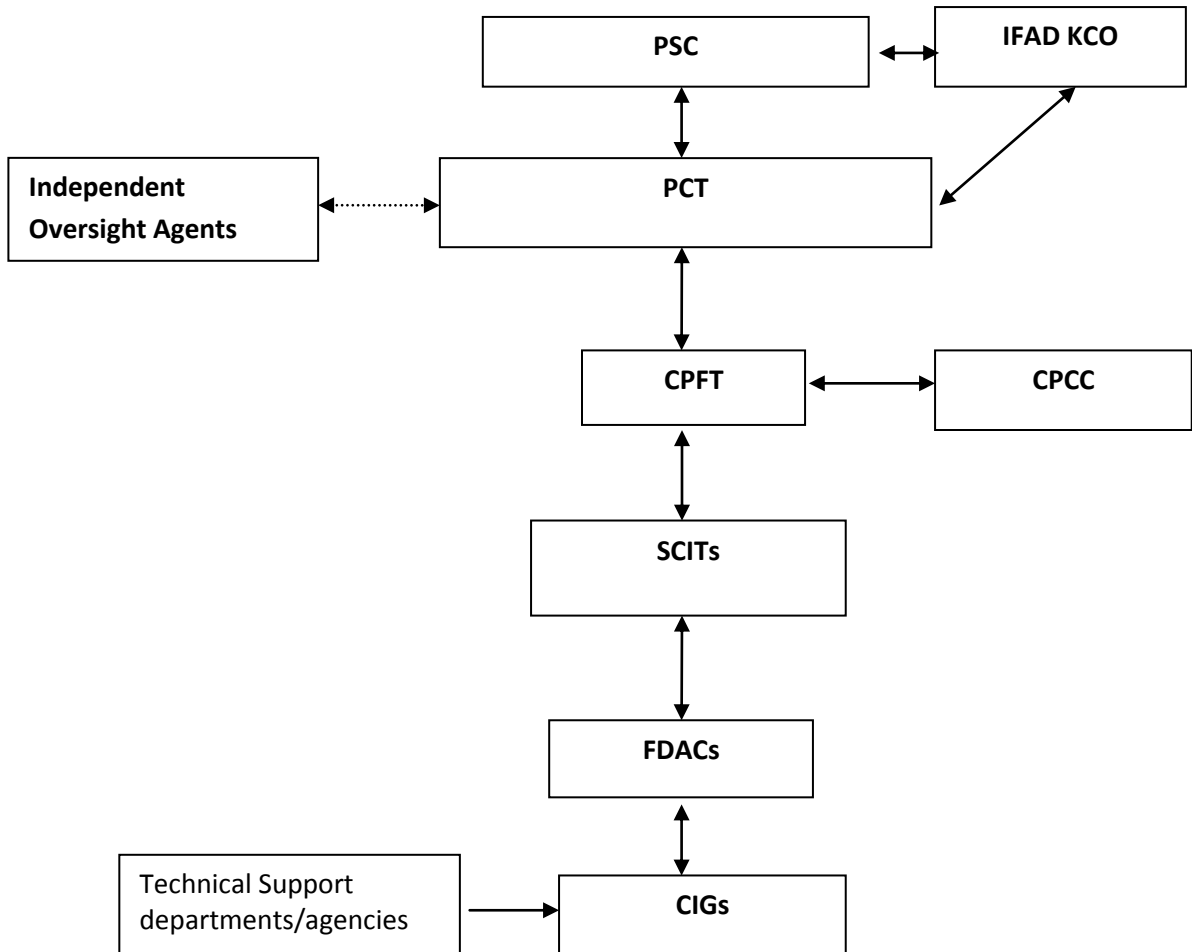 PSC
IFAD KCO
Independent
Oversight Agents
PCT
CPFT
CPCC
SCITs
FDACs
Technical Support
departments/agencies
CIGs